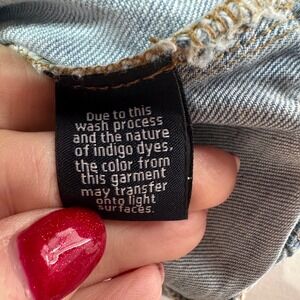 Due to this
wash process
and the nature
of indigo dyes,
the color from
this garment
may transfer
onto light
surfaces.